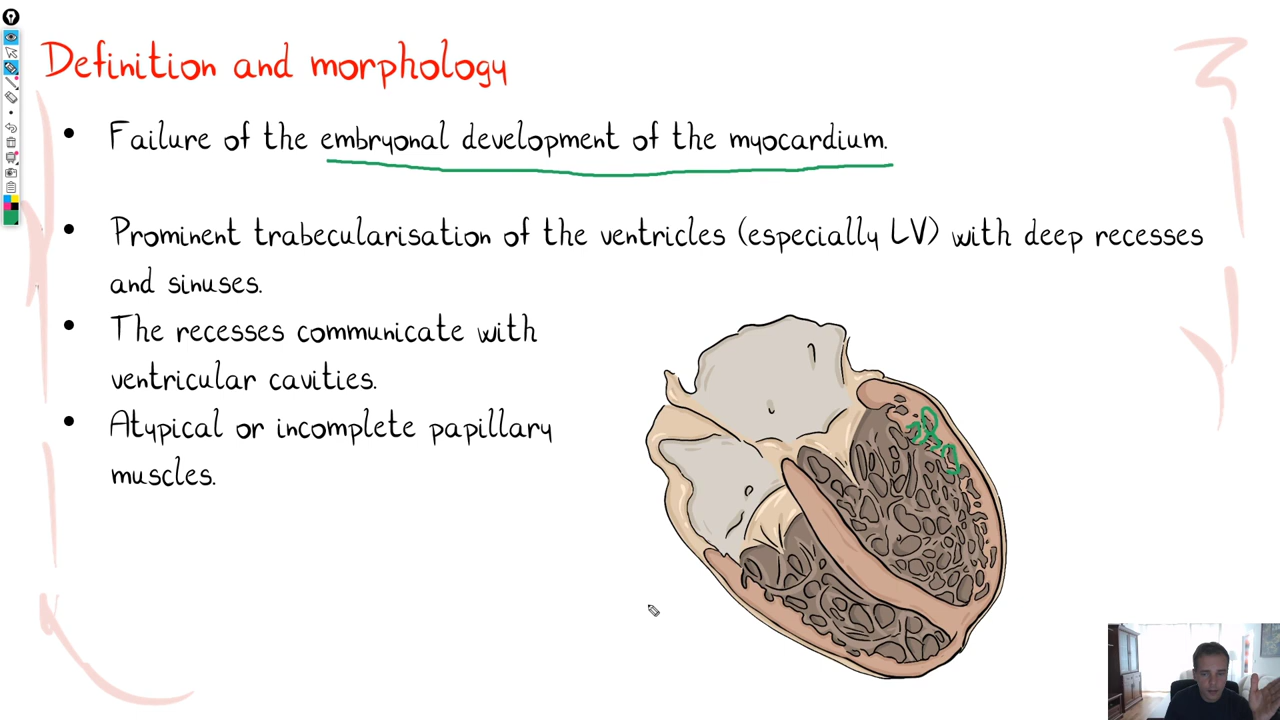 Definition and morphology
• Failure of the embryonal development of the myocardium.
• Prominent trabecularisation of the ventricles (especially LV) with deep recesses
and sinuses.
• The recesses communicate with
ventricular cavities.
• Atypical or incomplete papillary
muscles.